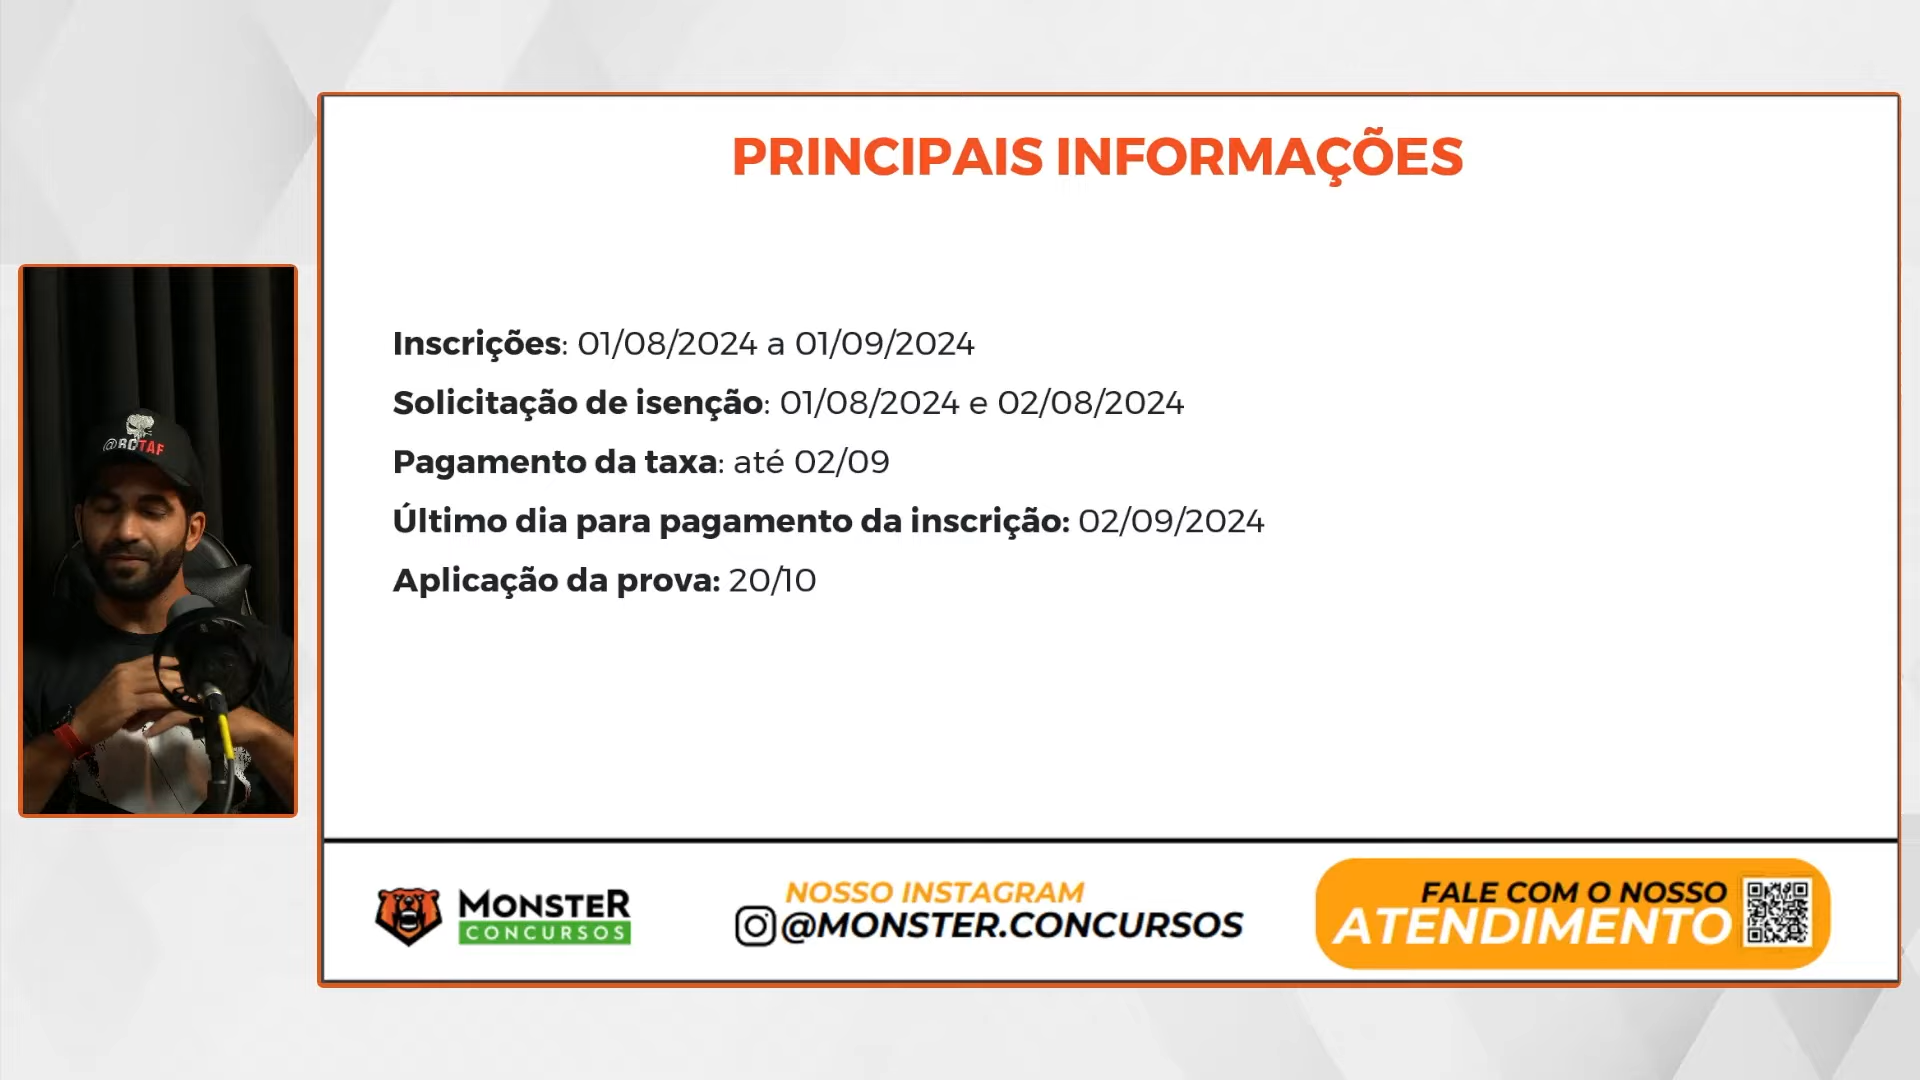 PRINCIPAIS INFORMAÇÕES
Inscrições: 01/08/2024 a 01/09/2024
Solicitação de isenção: 01/08/2024 e 02/08/2024
Pagamento da taxa: até 02/09
Último dia para pagamento da inscrição: 02/09/2024
Aplicação da prova: 20/10
@RCTAF
MONSTER
CONCURSOS
NOSSO INSTAGRAM
@MONSTER.CONCURSOS
FALE COM O NOSSO
ATENDIMENTO